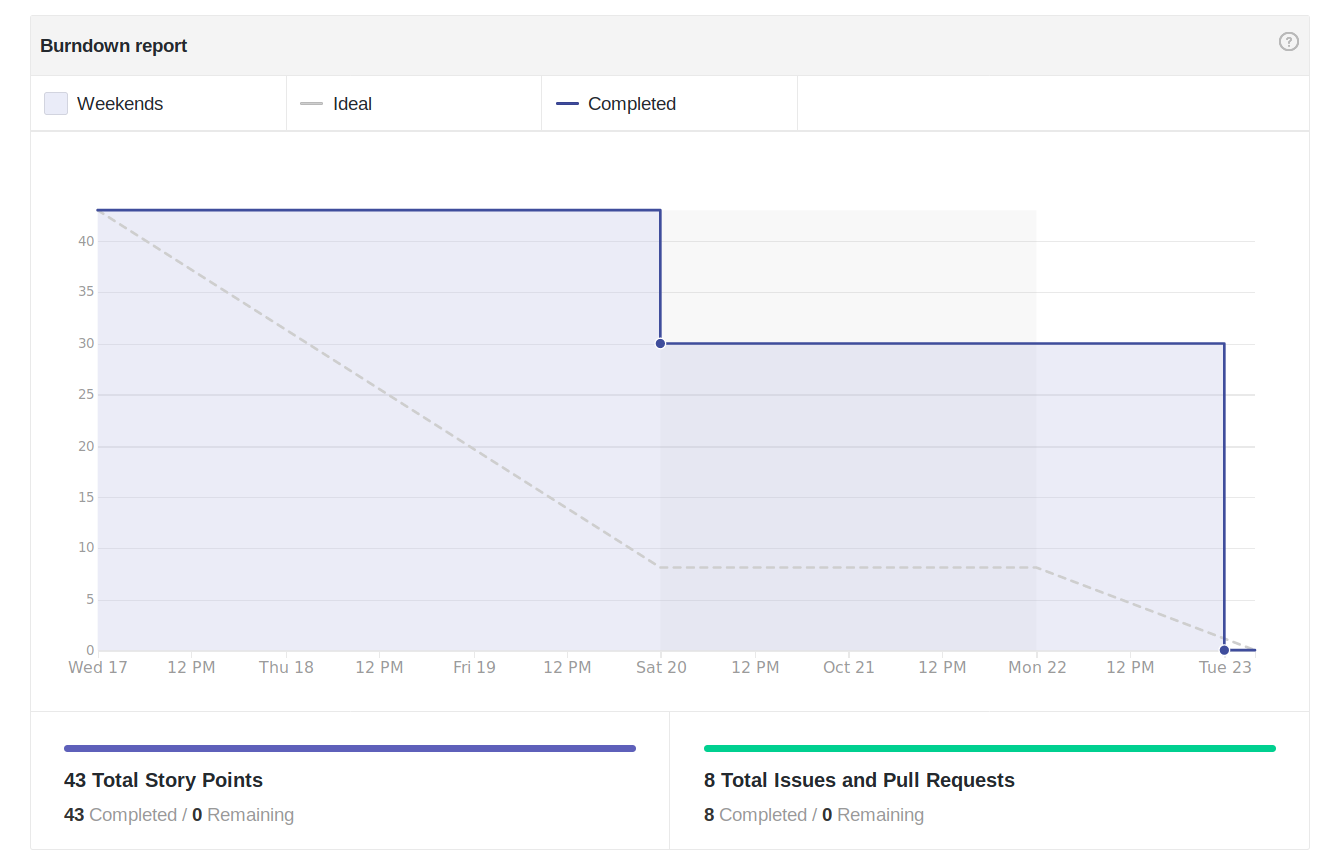 Burndown report
?
Weekends
Ideal
Completed
40
35
30
25
20
15
10
5
0
Wed 17 12 PM Thu 18 12 PM Fri 19 12 PM Sat 20 12 PM Oct 21 12 PM Mon 22 12 PM Tue 23
43 Total Story Points
43 Completed / 0 Remaining
8 Total Issues and Pull Requests
8 Completed / 0 Remaining